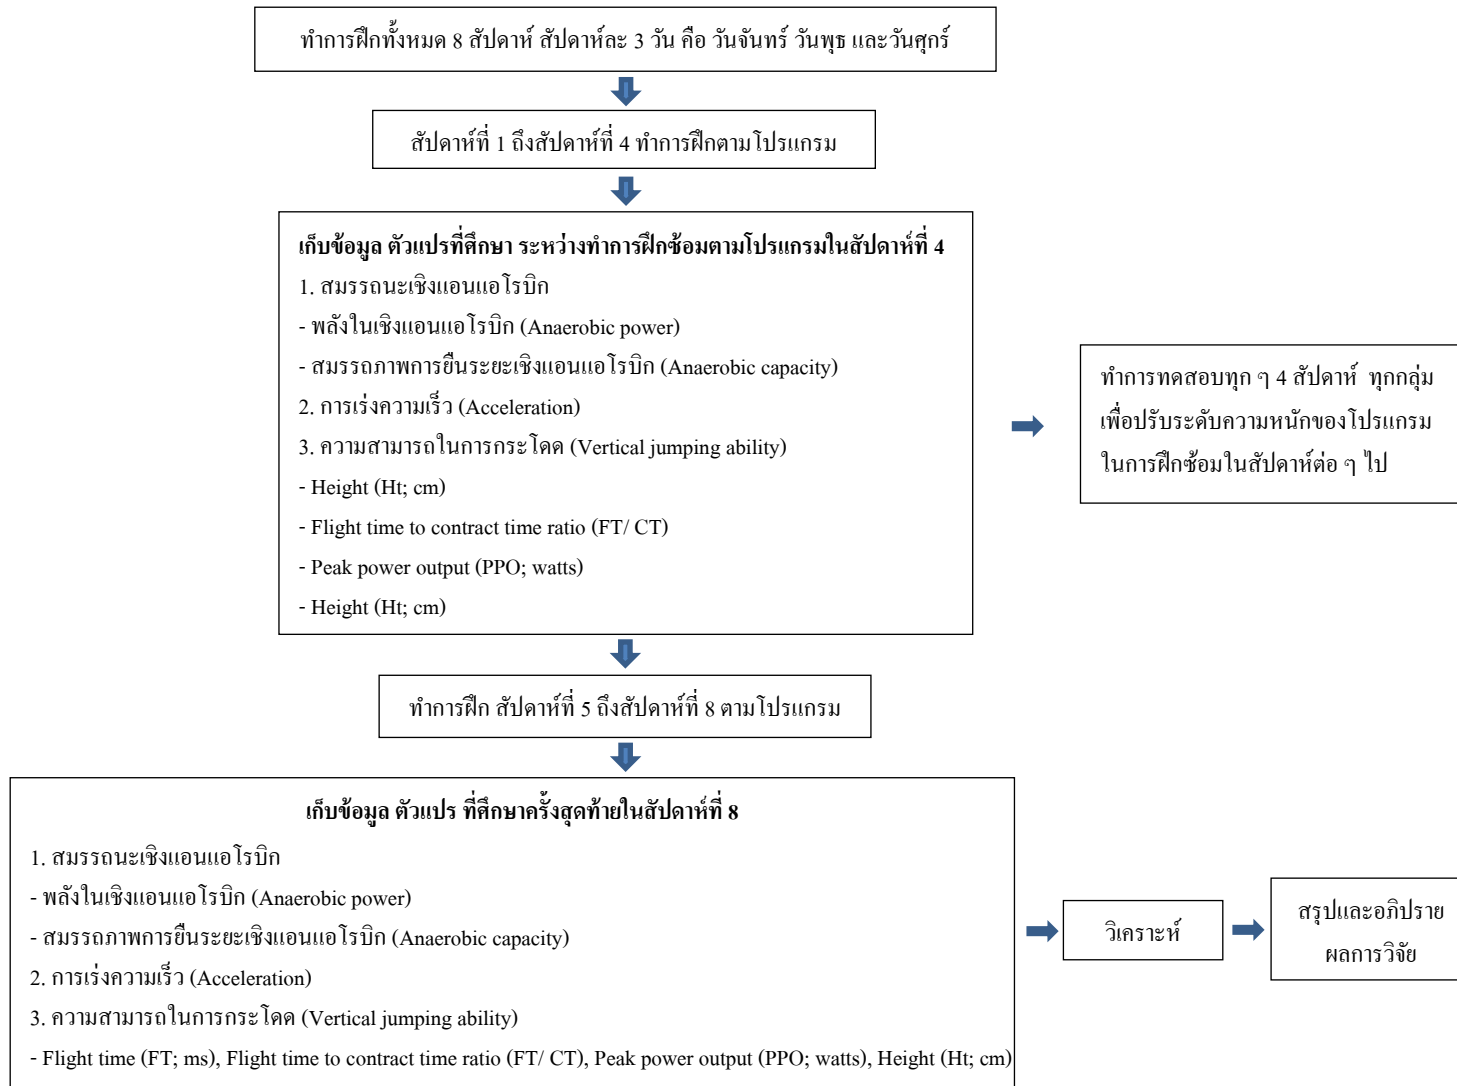 ทำการฝึกทั้งหมด 8 สัปดาห์ สัปดาห์ละ 3 วัน คือ วันจันทร์ วันพุธ และวันศุกร์
สัปดาห์ที่ 1 ถึงสัปดาห์ที่ 4 ทำการฝึกตามโปรแกรม
เก็บข้อมูล ตัวแปรที่ศึกษา ระหว่างทำการฝึกซ้อมตามโปรแกรมในสัปดาห์ที่ 4
1. สมรรถนะเชิงแอนแอโรบิก
- พลังในเชิงแอนแอโรบิก (Anaerobic power)
- สมรรถภาพการยืนระยะเชิงแอนแอโรบิก (Anaerobic capacity)
2. การเร่งความเร็ว (Acceleration)
3. ความสามารถในการกระโดด (Vertical jumping ability)
- Height (Ht; cm)
- Flight time to contract time ratio (FT/ CT)
- Peak power output (PPO; watts)
- Height (Ht; cm)
ทำการทดสอบทุก ๆ 4 สัปดาห์ ทุกกลุ่ม
เพื่อปรับระดับความหนักของโปรแกรม
ในการฝึกซ้อมในสัปดาห์ต่อ ๆ ไป
ทำการฝึก สัปดาห์ที่ 5 ถึงสัปดาห์ที่ 8 ตามโปรแกรม
เก็บข้อมูล ตัวแปร ที่ศึกษาครั้งสุดท้ายในสัปดาห์ที่ 8
1. สมรรถนะเชิงแอนแอโรบิก
- พลังในเชิงแอนแอโรบิก (Anaerobic power)
- สมรรถภาพการยืนระยะเชิงแอนแอโรบิก (Anaerobic capacity)
2. การเร่งความเร็ว (Acceleration)
3. ความสามารถในการกระโดด (Vertical jumping ability)
- Flight time (FT; ms), Flight time to contract time ratio (FT/ CT), Peak power output (PPO; watts), Height (Ht; cm)
วิเคราะห์
สรุปและอภิปราย
ผลการวิจัย